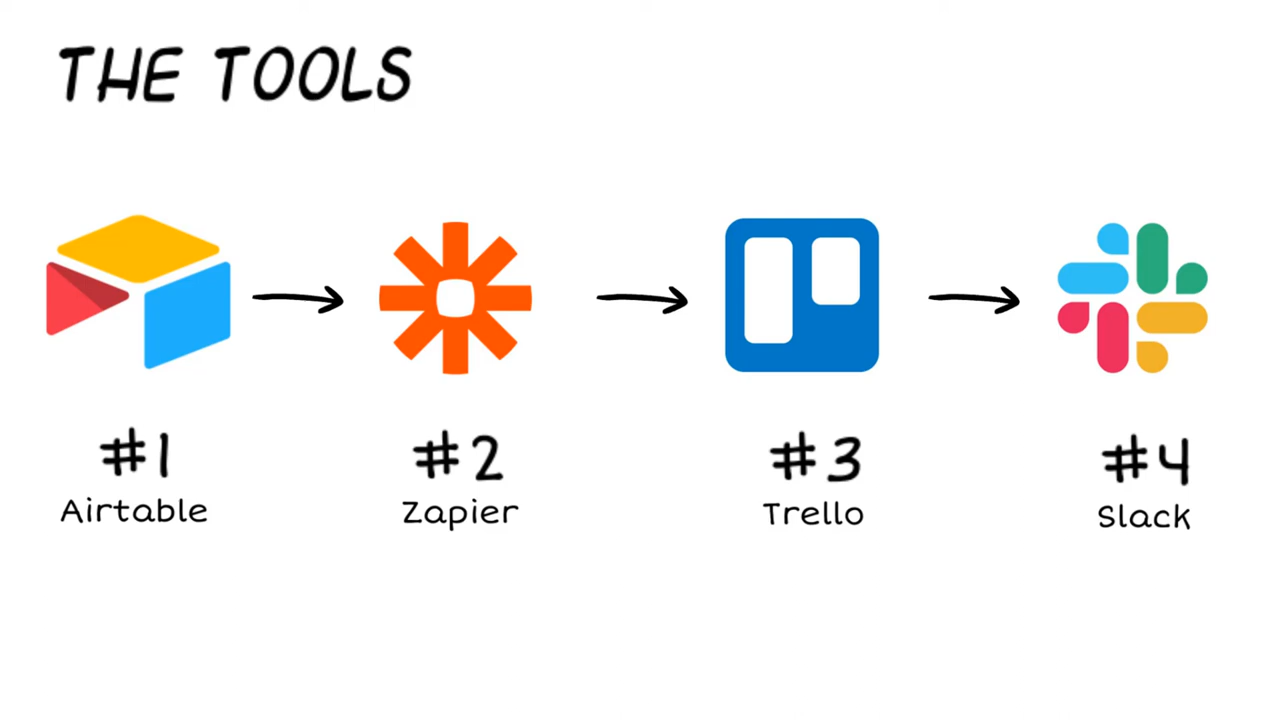 THE TOOLS
#1
Airtable
#2
Zapier
#3
Trello
#4
Slack